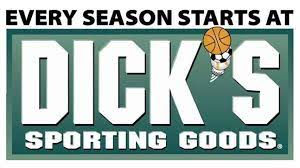 EVERY SEASON STARTS AT
DICK'S
SPORTING GOODS®